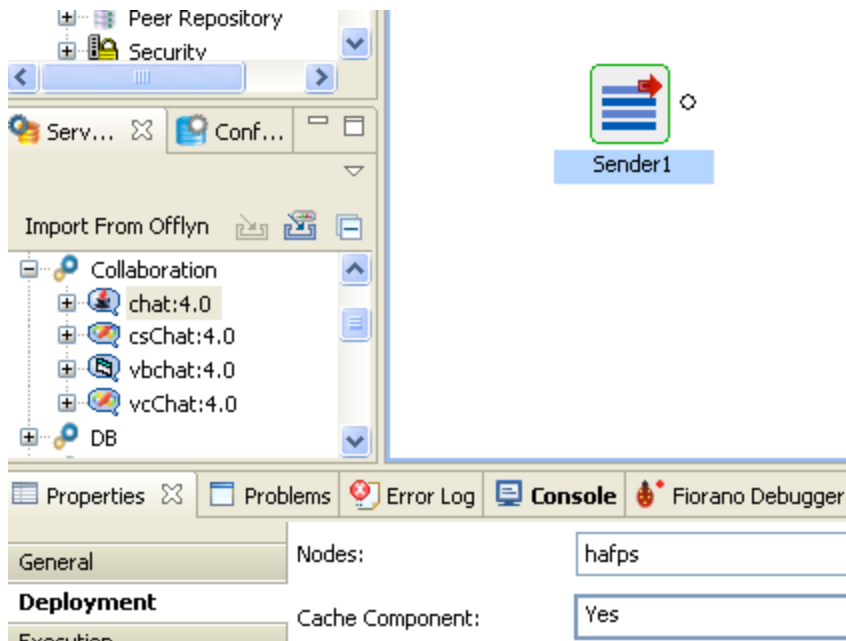 Peer Repository
Security
Serv...
Conf...
Sender1
Import From Offlyn
Collaboration
chat:4.0
csChat:4.0
vbchat:4.0
vcChat:4.0
DB
Properties
Problems
Error Log
Console
Fiorano Debugger
General
Nodes:
hafps
Deployment
Cache Component:
Yes
Execution